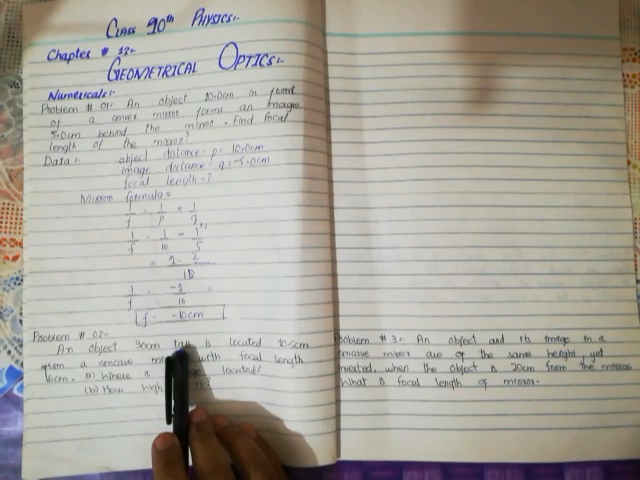 CLASS 10th PHYSICS:-
Chapter # 12:-
GEOMETRICAL OPTICS:-
Numericals:-
Problem # 01:- An object 10.0cm in front
of a convex mirror forms an image
5.0cm behind the mirror. Find focal
length of the mirror?
Data:- object distance = p = 10.0cm
image distance = q = -5.0cm
focal length = ?
Mirror formula=
1/f = 1/p + 1/q
1/f = 1/10 - 1/5
= 1 - 2 / 10
1/f = -1/10
f = -10cm
Problem # 02:-
An object 30cm tall is located 10.5cm
from a concave with focal length
16cm. (a) Where located?
(b) How high it?
Problem # 3:- An object and its image in a
concave mirror are of the same height, yet
inverted, when the object is 20cm from the mirror
What is focal length of mirror.